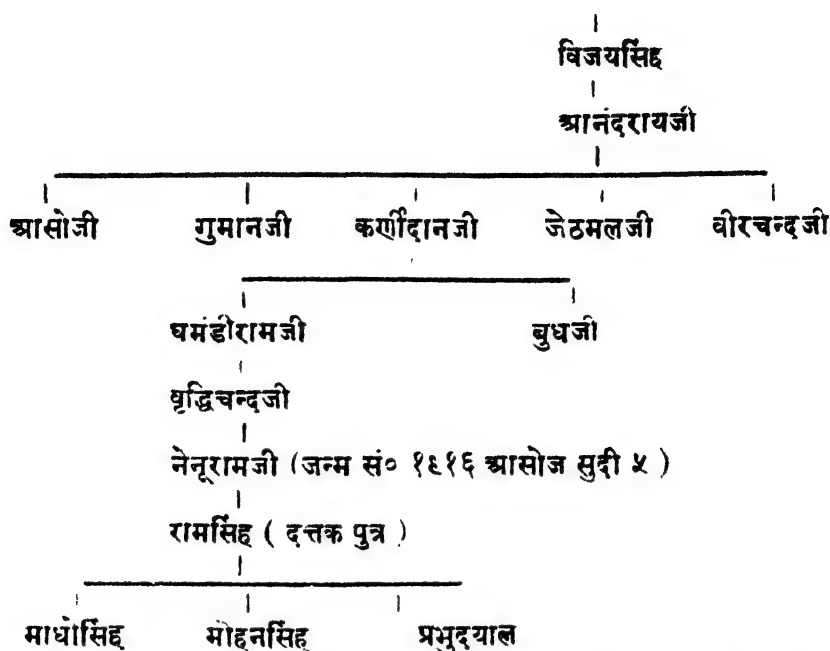 विजयसिंह
आनंदरायजी
आसोजी गुमानजी कर्णीदानजी जेठमलजी वीरचन्दजी
घमंडीरामजी बुधजी
वृद्धिचन्दजी
नेनूरामजी (जन्म सं० १९१६ आसोज सुदी ५ )
रामसिंह ( दत्तक पुत्र )
माधोसिंह मोहनसिंह प्रभुदयाल